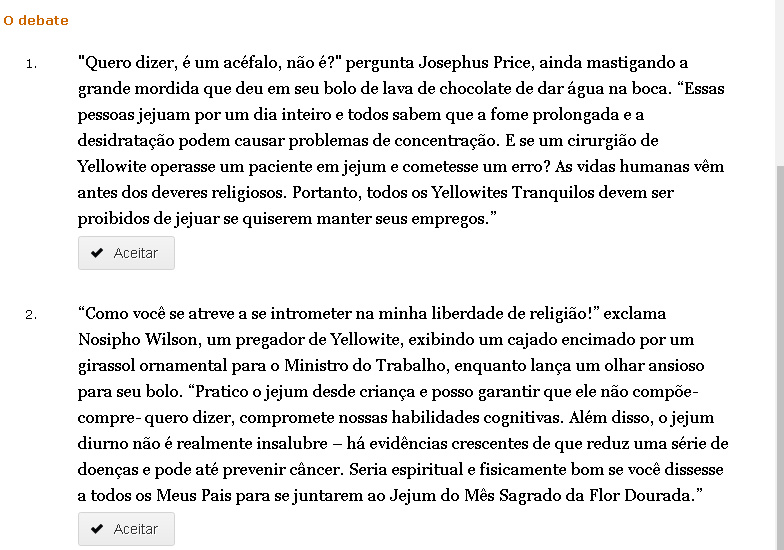 O debate
1. "Quero dizer, é um acéfalo, não é?" pergunta Josephus Price, ainda mastigando a
grande mordida que deu em seu bolo de lava de chocolate de dar água na boca. “Essas
pessoas jejuam por um dia inteiro e todos sabem que a fome prolongada e a
desidratação podem causar problemas de concentração. E se um cirurgião de
Yellowite operasse um paciente em jejum e cometesse um erro? As vidas humanas vêm
antes dos deveres religiosos. Portanto, todos os Yellowites Tranquilos devem ser
proibidos de jejuar se quiserem manter seus empregos.”
Aceitar
2. “Como você se atreve a se intrometer na minha liberdade de religião!” exclama
Nosipho Wilson, um pregador de Yellowite, exibindo um cajado encimado por um
girassol ornamental para o Ministro do Trabalho, enquanto lança um olhar ansioso
para seu bolo. “Pratico o jejum desde criança e posso garantir que ele não compõe-
compre- quero dizer, compromete nossas habilidades cognitivas. Além disso, o jejum
diurno não é realmente insalubre – há evidências crescentes de que reduz uma série de
doenças e pode até prevenir câncer. Seria espiritual e fisicamente bom se você dissesse
a todos os Meus Pais para se juntarem ao Jejum do Mês Sagrado da Flor Dourada.”
Aceitar